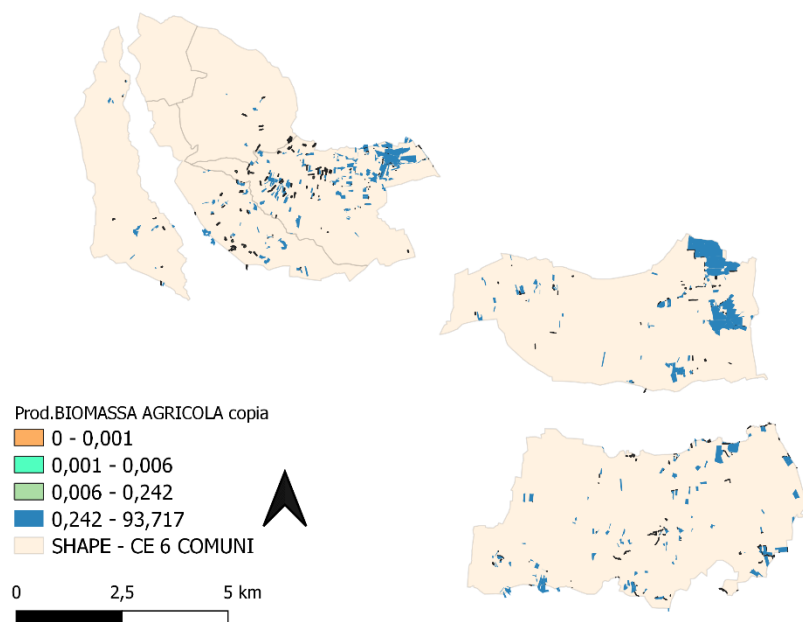 Prod.BIOMASSA AGRICOLA copia
0 - 0,001
0,001 - 0,006
0,006 - 0,242
0,242 - 93,717
SHAPE - CE 6 COMUNI
0 2,5 5 km